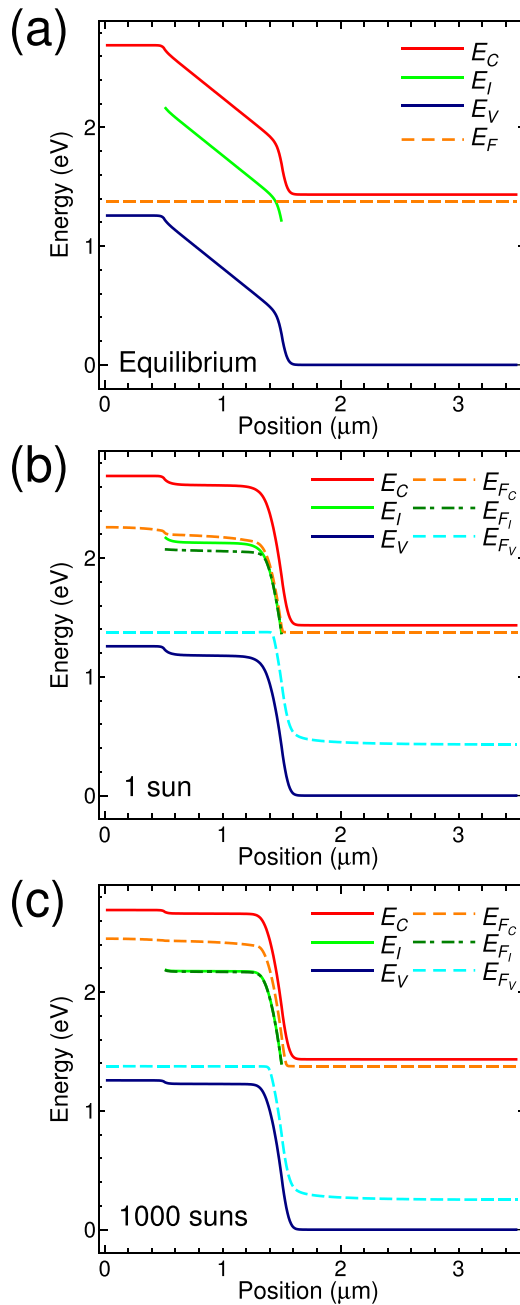 (a)
E_C
E_I
E_V
E_F
Energy (eV)
2
1
0
Equilibrium
0 1 2 3
Position (μm)
(b)
E_C E_{F_C}
E_I E_{F_I}
E_V E_{F_V}
Energy (eV)
2
1
0
1 sun
0 1 2 3
Position (μm)
(c)
E_C E_{F_C}
E_I E_{F_I}
E_V E_{F_V}
Energy (eV)
2
1
0
1000 suns
0 1 2 3
Position (μm)